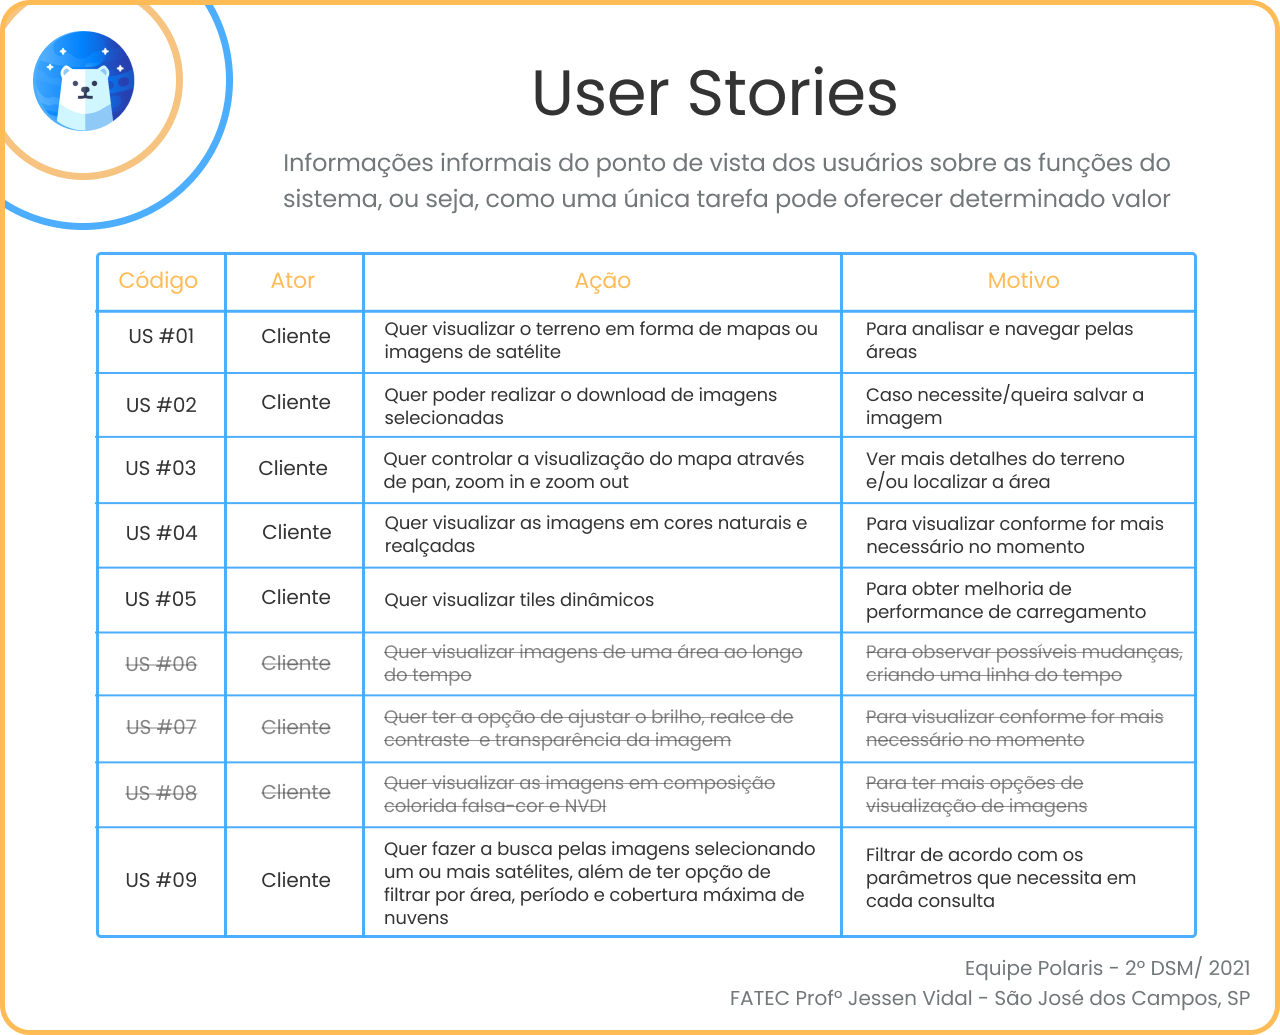 User Stories
Informações informais do ponto de vista dos usuários sobre as funções do
sistema, ou seja, como uma única tarefa pode oferecer determinado valor
Código
Ator
Ação
Motivo
US #01
Cliente
Quer visualizar o terreno em forma de mapas ou
imagens de satélite
Para analisar e navegar pelas
áreas
US #02
Cliente
Quer poder realizar o download de imagens
selecionadas
Caso necessite/queira salvar a
imagem
US #03
Cliente
Quer controlar a visualização do mapa através
de pan, zoom in e zoom out
Ver mais detalhes do terreno
e/ou localizar a área
US #04
Cliente
Quer visualizar as imagens em cores naturais e
realçadas
Para visualizar conforme for mais
necessário no momento
US #05
Cliente
Quer visualizar tiles dinâmicos
Para obter melhoria de
performance de carregamento
US #06
Cliente
Quer visualizar imagens de uma área ao longo
do tempo
Para observar possíveis mudanças,
criando uma linha do tempo
US #07
Cliente
Quer ter a opção de ajustar o brilho, realce de
contraste  e transparência da imagem
Para visualizar conforme for mais
necessário no momento
US #08
Cliente
Quer visualizar as imagens em composição
colorida falsa-cor e NVDI
Para ter mais opções de
visualização de imagens
US #09
Cliente
Quer fazer a busca pelas imagens selecionando
um ou mais satélites, além de ter opção de
filtrar por área, período e cobertura máxima de
nuvens
Filtrar de acordo com os
parâmetros que necessita em
cada consulta
Equipe Polaris - 2º DSM/ 2021
FATEC Profº Jessen Vidal - São José dos Campos, SP